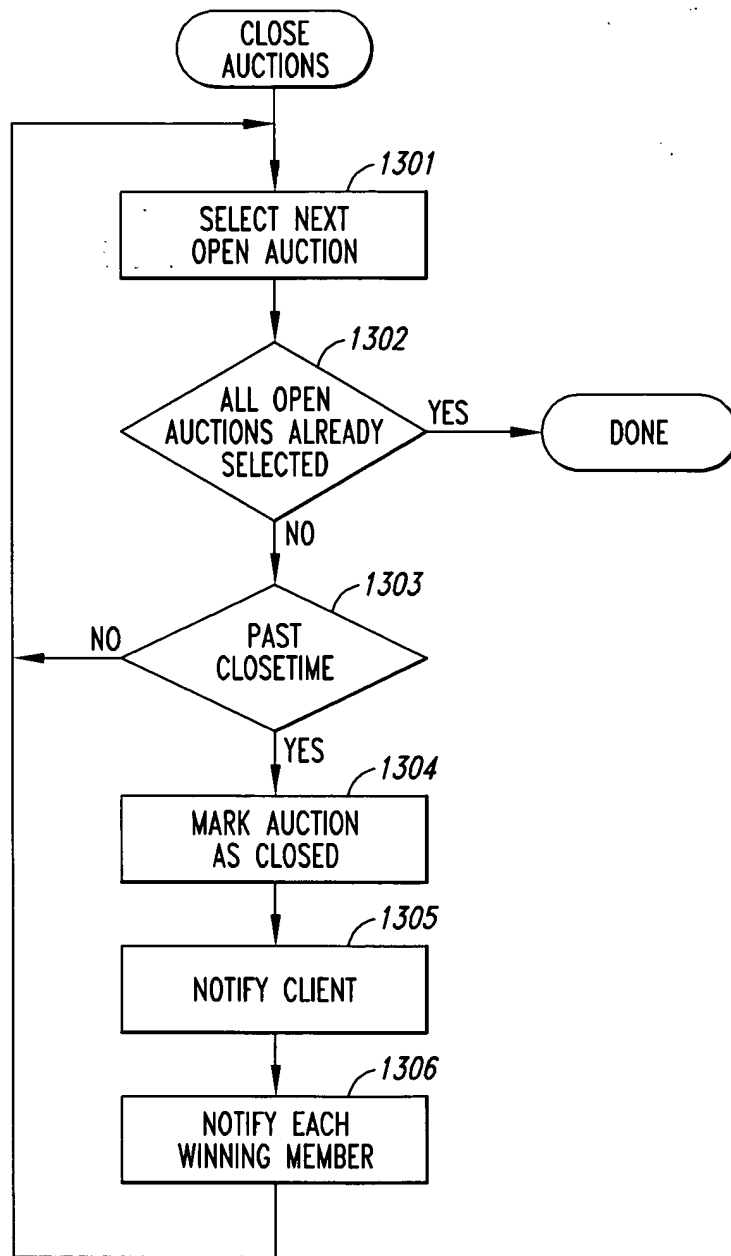 CLOSE
AUCTIONS
1301
SELECT NEXT
OPEN AUCTION
1302
ALL OPEN
AUCTIONS ALREADY
SELECTED
YES
DONE
NO
1303
PAST
CLOSETIME
NO
YES
1304
MARK AUCTION
AS CLOSED
1305
NOTIFY CLIENT
1306
NOTIFY EACH
WINNING MEMBER